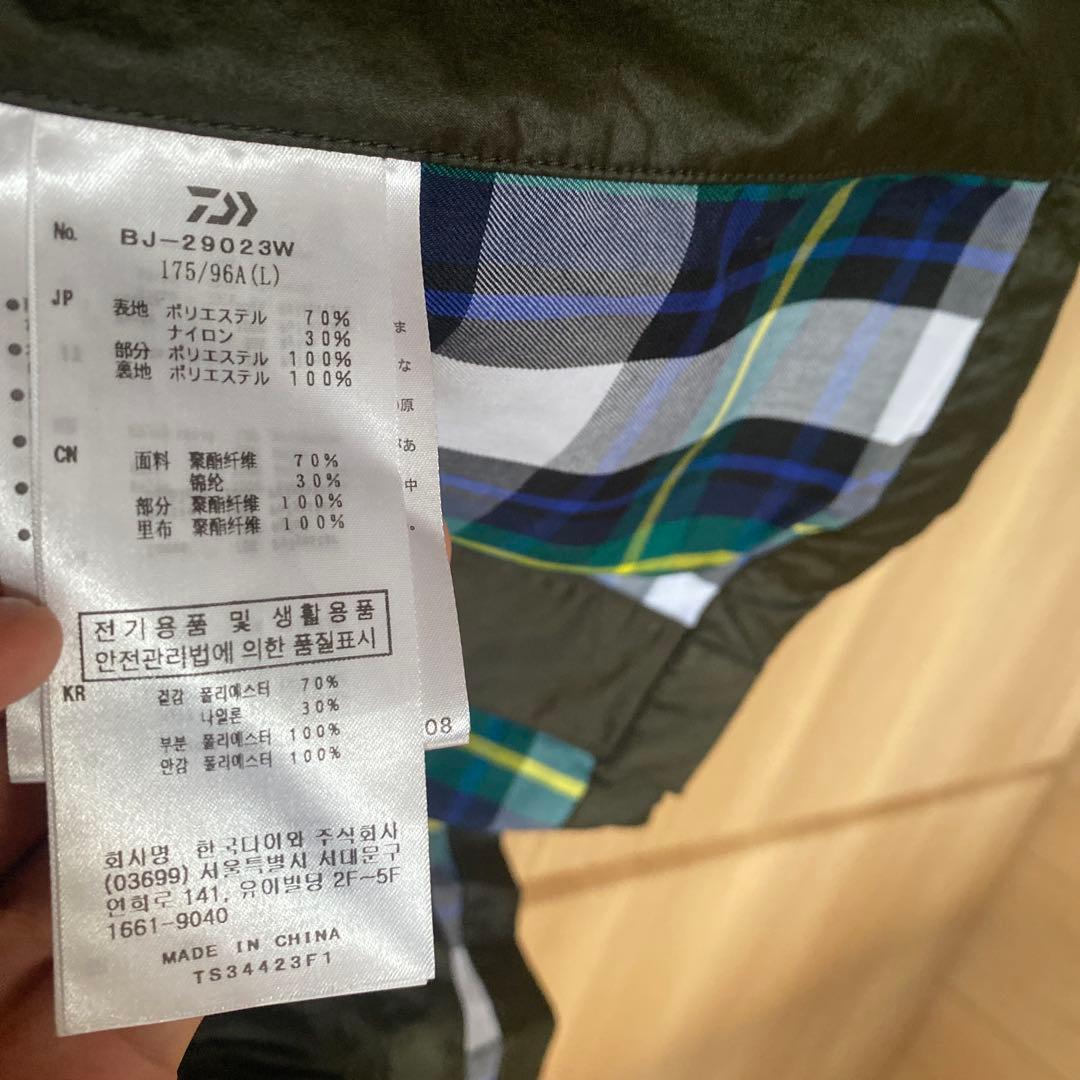 No. BJ-29023W
175/96A(L)
JP 表地 ポリエステル 70%
ナイロン 30%
部分 ポリエステル 100%
裏地 ポリエステル 100%
CN 面料 聚酯纤维 70%
锦纶 30%
部分 聚酯纤维 100%
里布 聚酯纤维 100%
전기용품 및 생활용품
안전관리법에 의한 품질표시
KR 겉감 폴리에스터 70%
나일론 30%
부분 폴리에스터 100%
안감 폴리에스터 100%
회사명 한국다이와 주식회사
(03699) 서울특별시 서대문구
연희로 141, 유이빌딩 2F~5F
1661-9040
MADE IN CHINA
TS34423F1
ま
な
原
あ
中
。
08